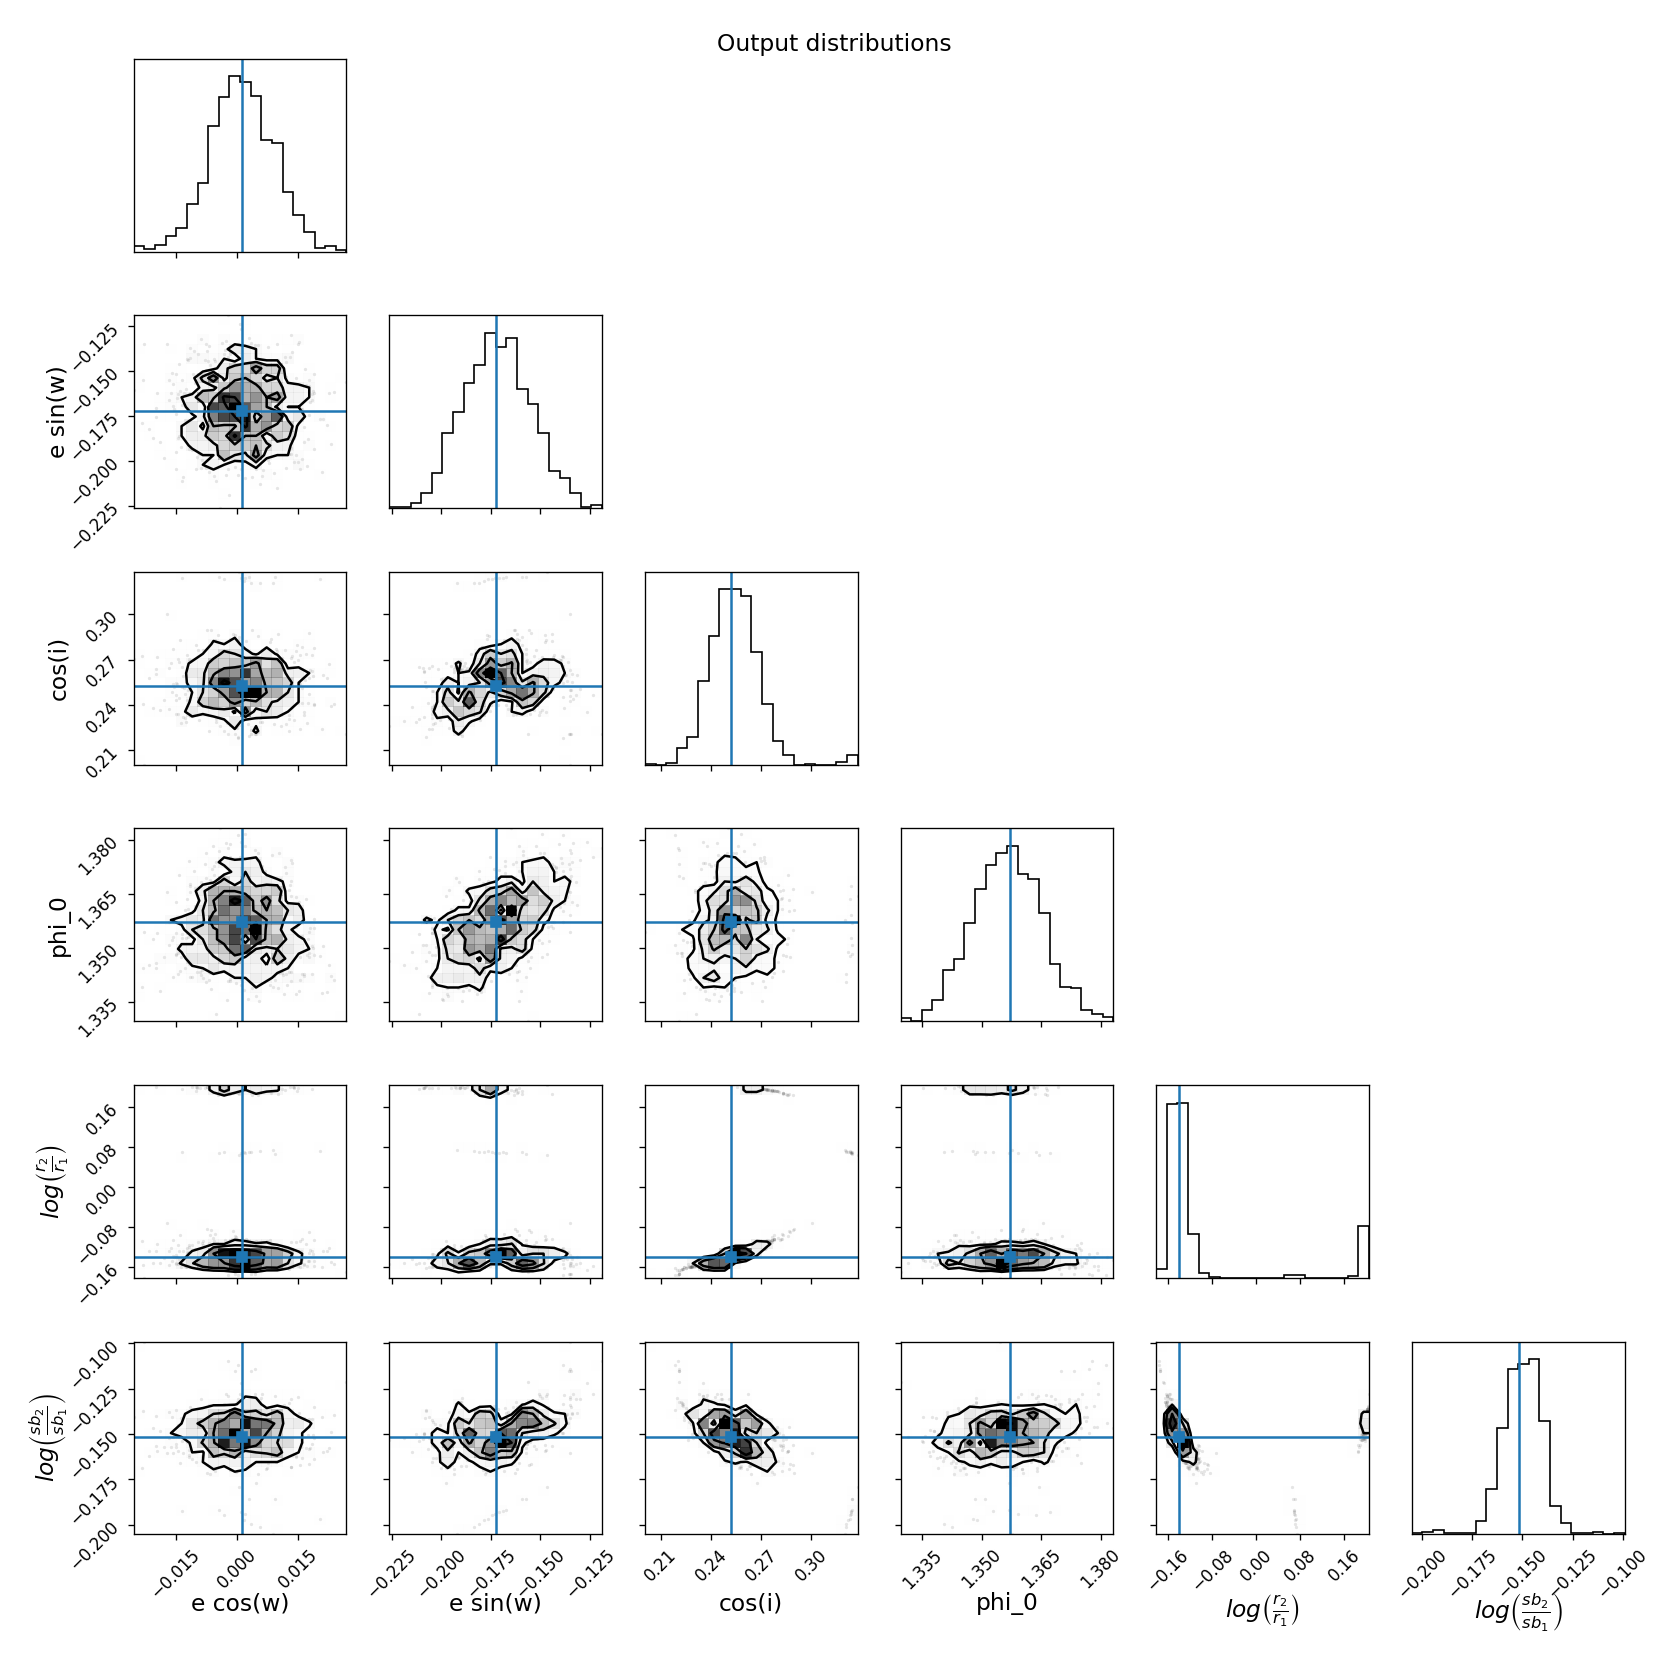 Output distributions
e sin(w)
−0.125
−0.150
−0.175
−0.200
−0.225
cos(i)
0.30
0.27
0.24
0.21
phi_0
1.380
1.365
1.350
1.335
log(r2/r1)
0.16
0.08
0.00
−0.08
−0.16
log(sb2/sb1)
−0.100
−0.125
−0.150
−0.175
−0.200
−0.015 0.000 0.015
e cos(w)
−0.225 −0.200 −0.175 −0.150 −0.125
e sin(w)
0.21 0.24 0.27 0.30
cos(i)
1.335 1.350 1.365 1.380
phi_0
−0.16 −0.08 0.00 0.08 0.16
log(r2/r1)
−0.200 −0.175 −0.150 −0.125 −0.100
log(sb2/sb1)